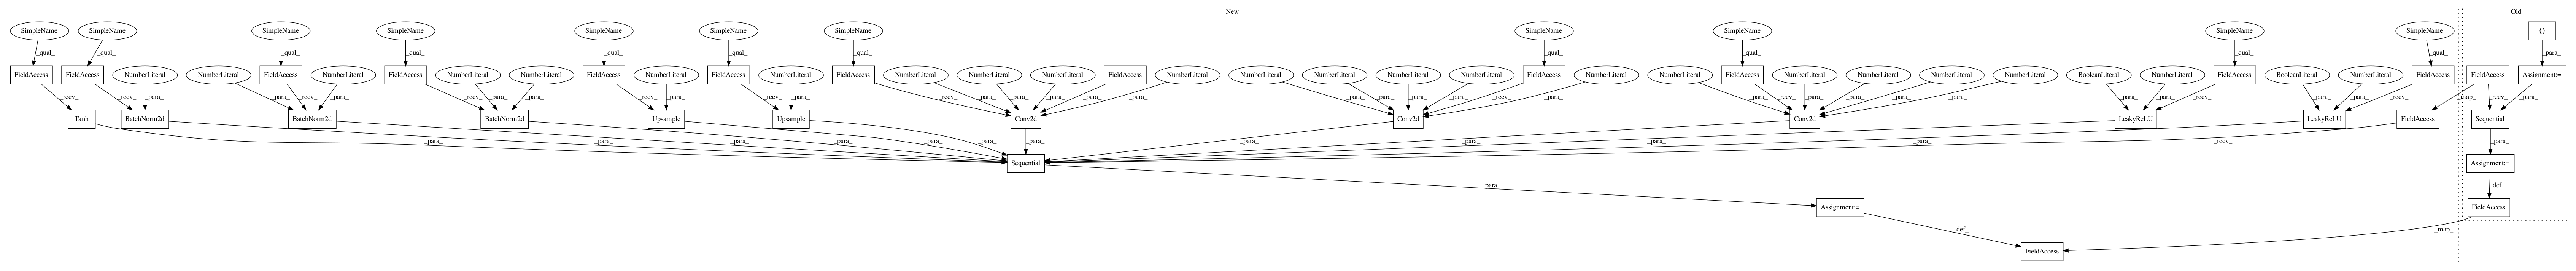 New
Old
SimpleName SimpleName SimpleName SimpleName SimpleName SimpleName SimpleName SimpleName SimpleName SimpleName SimpleName {}
_qual_ _qual_ _qual_ _qual_ _qual_ _qual_ _qual_ _qual_ _qual_ _qual_ _qual_ _para_
FieldAccess FieldAccess NumberLiteral NumberLiteral FieldAccess NumberLiteral FieldAccess NumberLiteral NumberLiteral FieldAccess NumberLiteral FieldAccess NumberLiteral FieldAccess NumberLiteral NumberLiteral NumberLiteral FieldAccess NumberLiteral NumberLiteral NumberLiteral NumberLiteral NumberLiteral FieldAccess NumberLiteral NumberLiteral FieldAccess NumberLiteral NumberLiteral NumberLiteral NumberLiteral BooleanLiteral NumberLiteral FieldAccess BooleanLiteral NumberLiteral FieldAccess FieldAccess Assignment:=
_recv_ _recv_ _para_ _para_ _recv_ _para_ _recv_ _para_ _para_ _recv_ _para_ _recv_ _para_ _recv_ _para_ _para_ _para_ _para_ _para_ _para_ _para_ _para_ _para_ _recv_ _para_ _para_ _recv_ _para_ _para_ _para_ _para_ _para_ _para_ _recv_ _para_ _para_ _recv_ _map_ _recv_ _para_
Tanh BatchNorm2d BatchNorm2d BatchNorm2d Upsample Upsample Conv2d Conv2d Conv2d LeakyReLU LeakyReLU FieldAccess Sequential
_para_ _para_ _para_ _para_ _para_ _para_ _para_ _para_ _para_ _para_ _para_ _recv_ _para_
Sequential Assignment:=
_para_ _def_
Assignment:= FieldAccess
_def_ _map_
FieldAccess